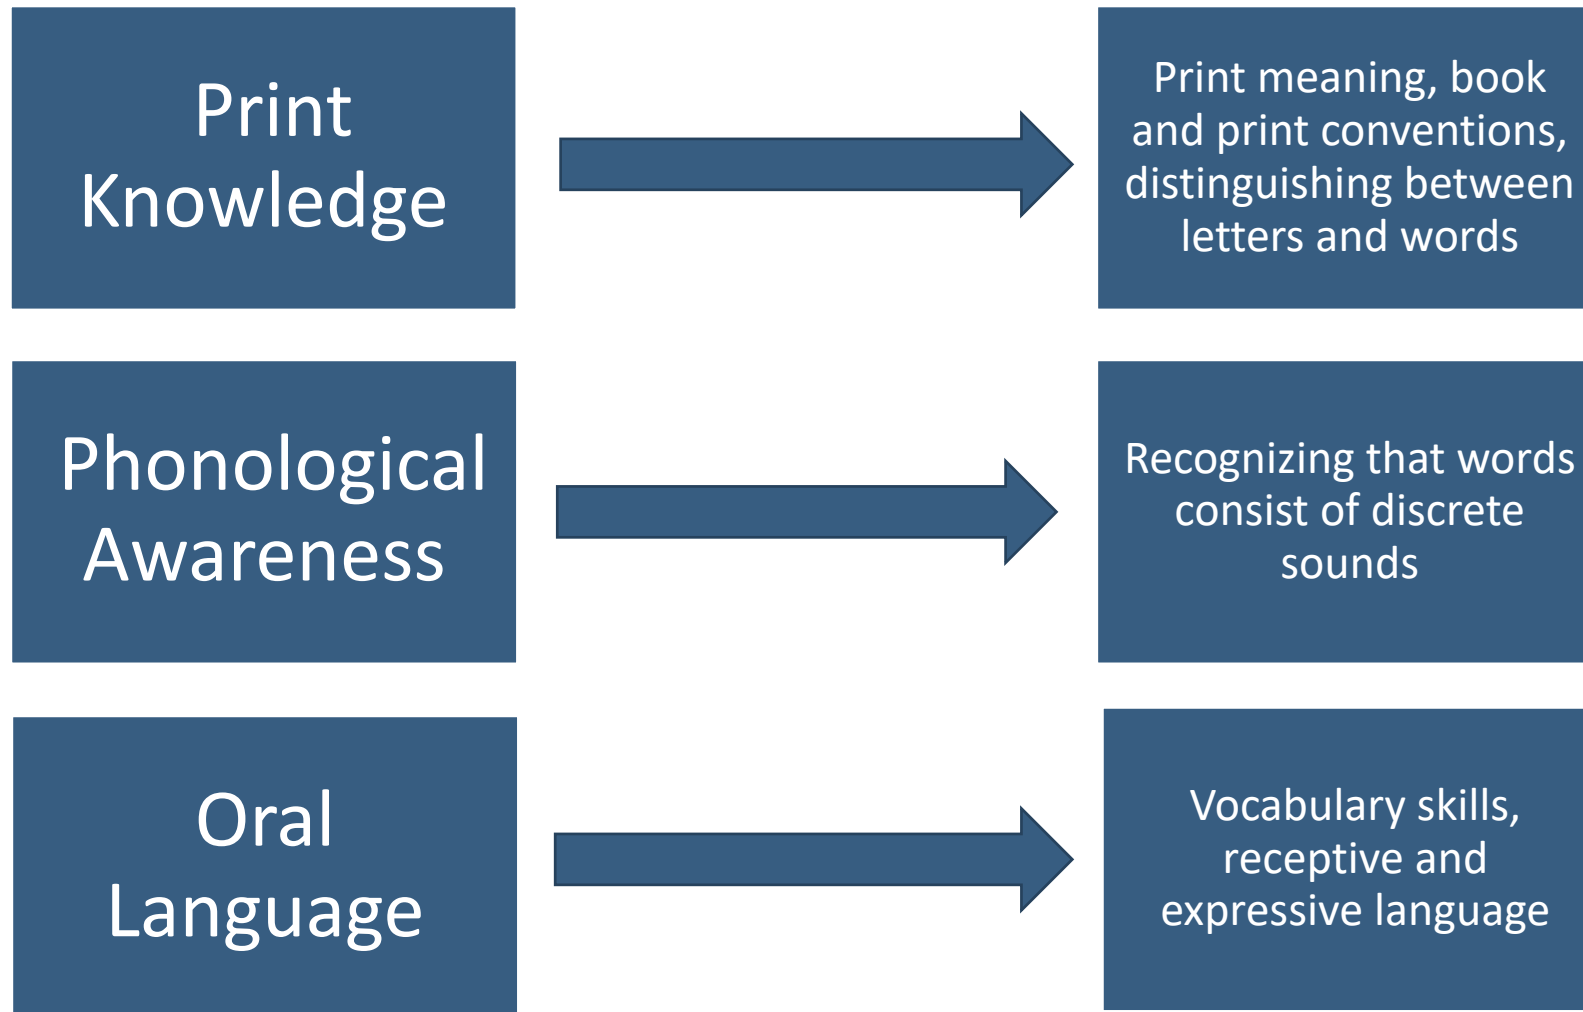 Print
Knowledge
Print meaning, book
and print conventions,
distinguishing between
letters and words
Phonological
Awareness
Recognizing that words
consist of discrete
sounds
Oral
Language
Vocabulary skills,
receptive and
expressive language